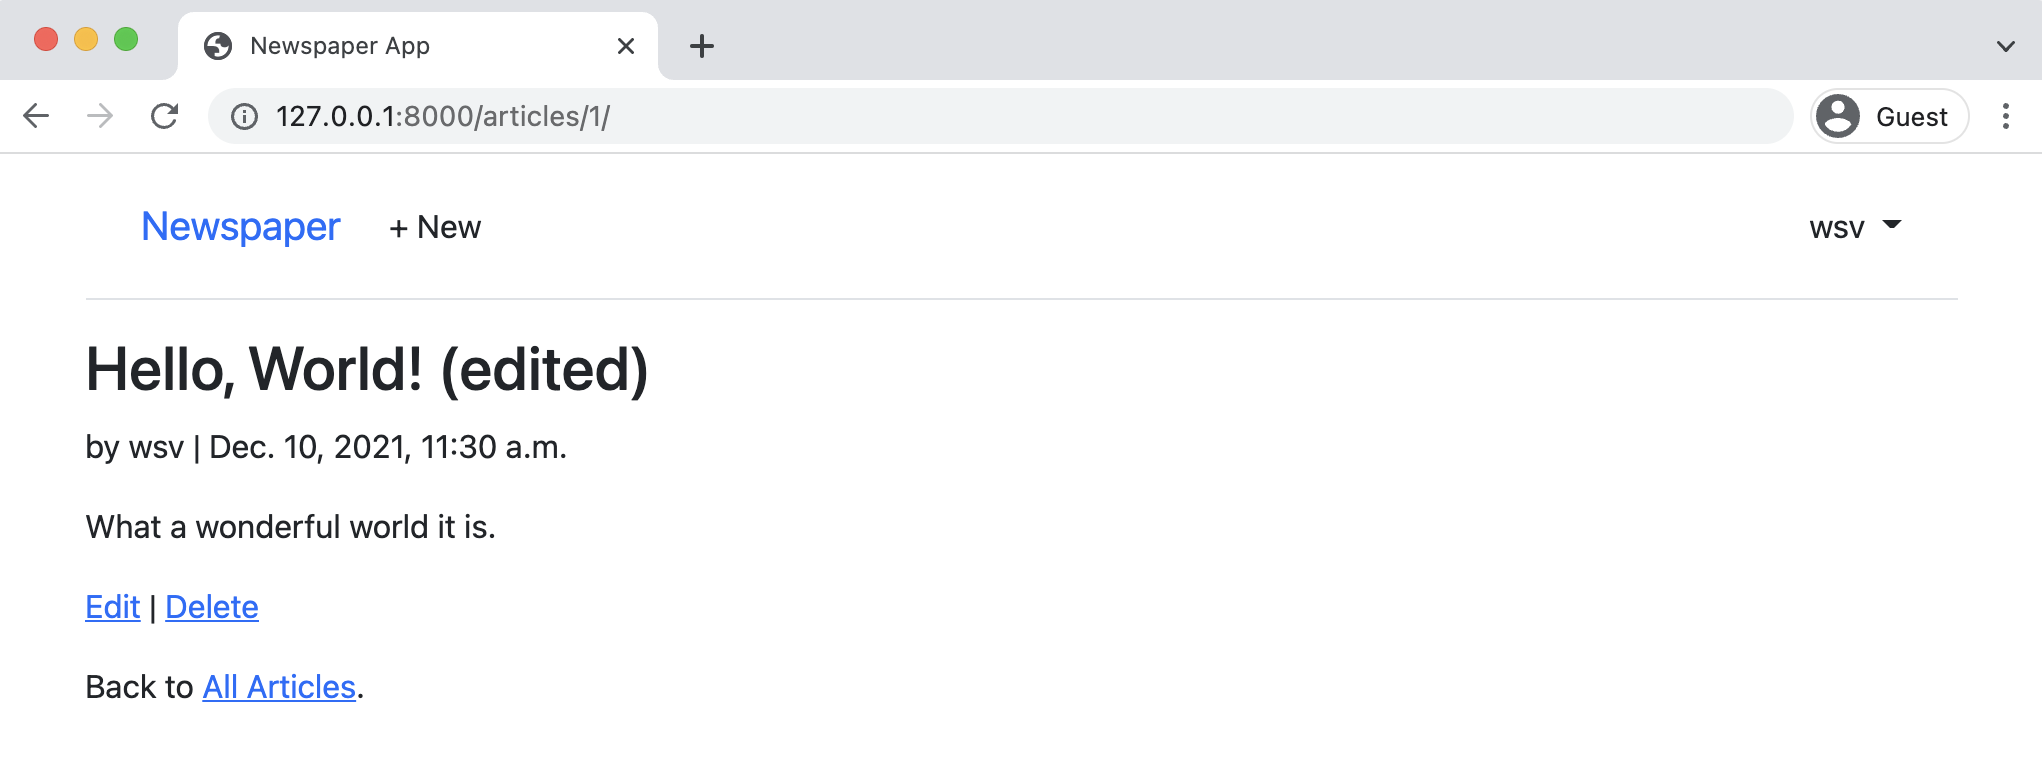 Newspaper App
127.0.0.1:8000/articles/1/
Guest
Newspaper + New wsv
Hello, World! (edited)
by wsv | Dec. 10, 2021, 11:30 a.m.
What a wonderful world it is.
Edit | Delete
Back to All Articles.